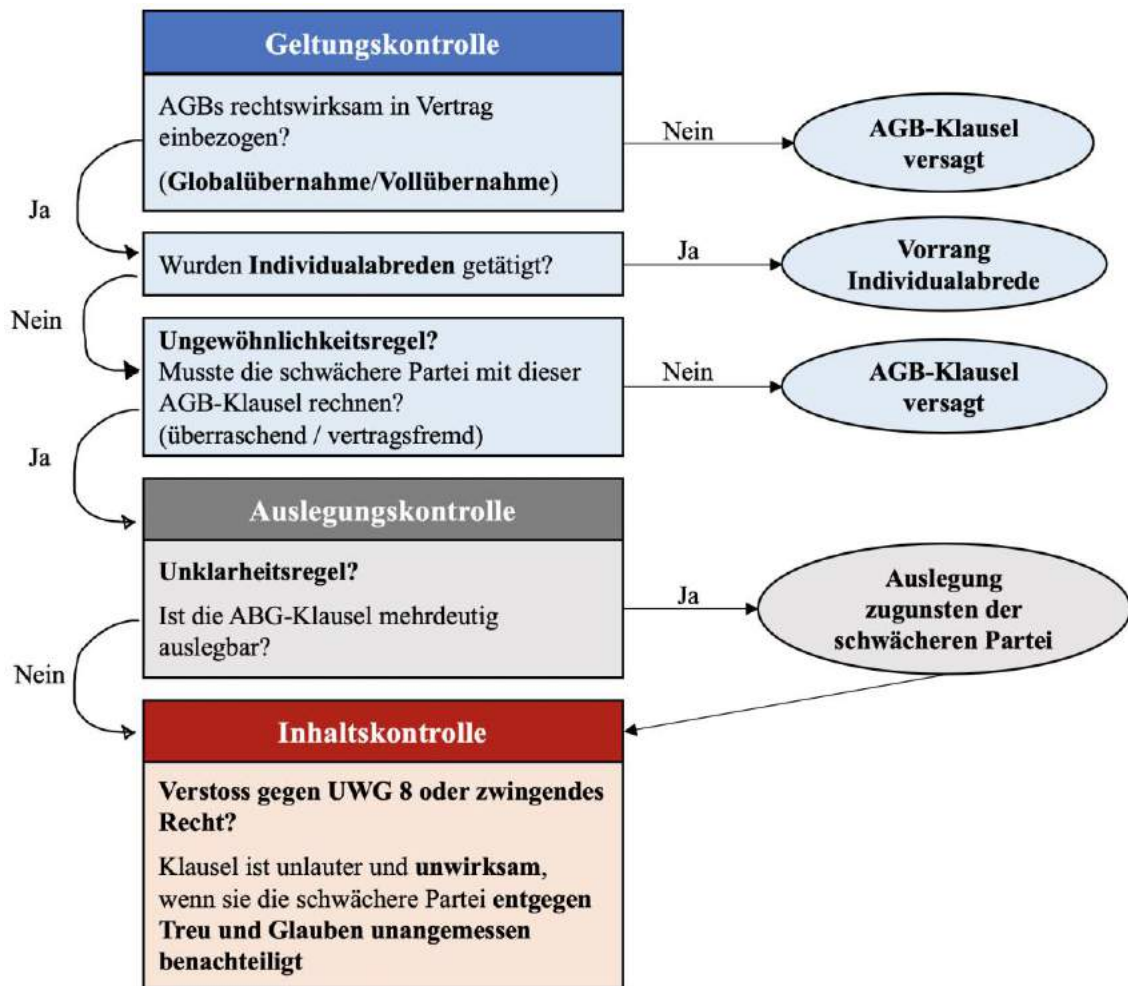 Geltungskontrolle
AGBs rechtswirksam in Vertrag
einbezogen?
(Globalübernahme/Vollübernahme)
Nein
AGB-Klausel
versagt
Ja
Wurden Individualabreden getätigt?
Ja
Vorrang
Individualabrede
Nein
Ungewöhnlichkeitsregel?
Musste die schwächere Partei mit dieser
AGB-Klausel rechnen?
(überraschend / vertragsfremd)
Nein
AGB-Klausel
versagt
Ja
Auslegungskontrolle
Unklarheitsregel?
Ist die ABG-Klausel mehrdeutig
auslegbar?
Ja
Auslegung
zugunsten der
schwächeren Partei
Nein
Inhaltskontrolle
Verstoss gegen UWG 8 oder zwingendes
Recht?
Klausel ist unlauter und unwirksam,
wenn sie die schwächere Partei entgegen
Treu und Glauben unangemessen
benachteiligt